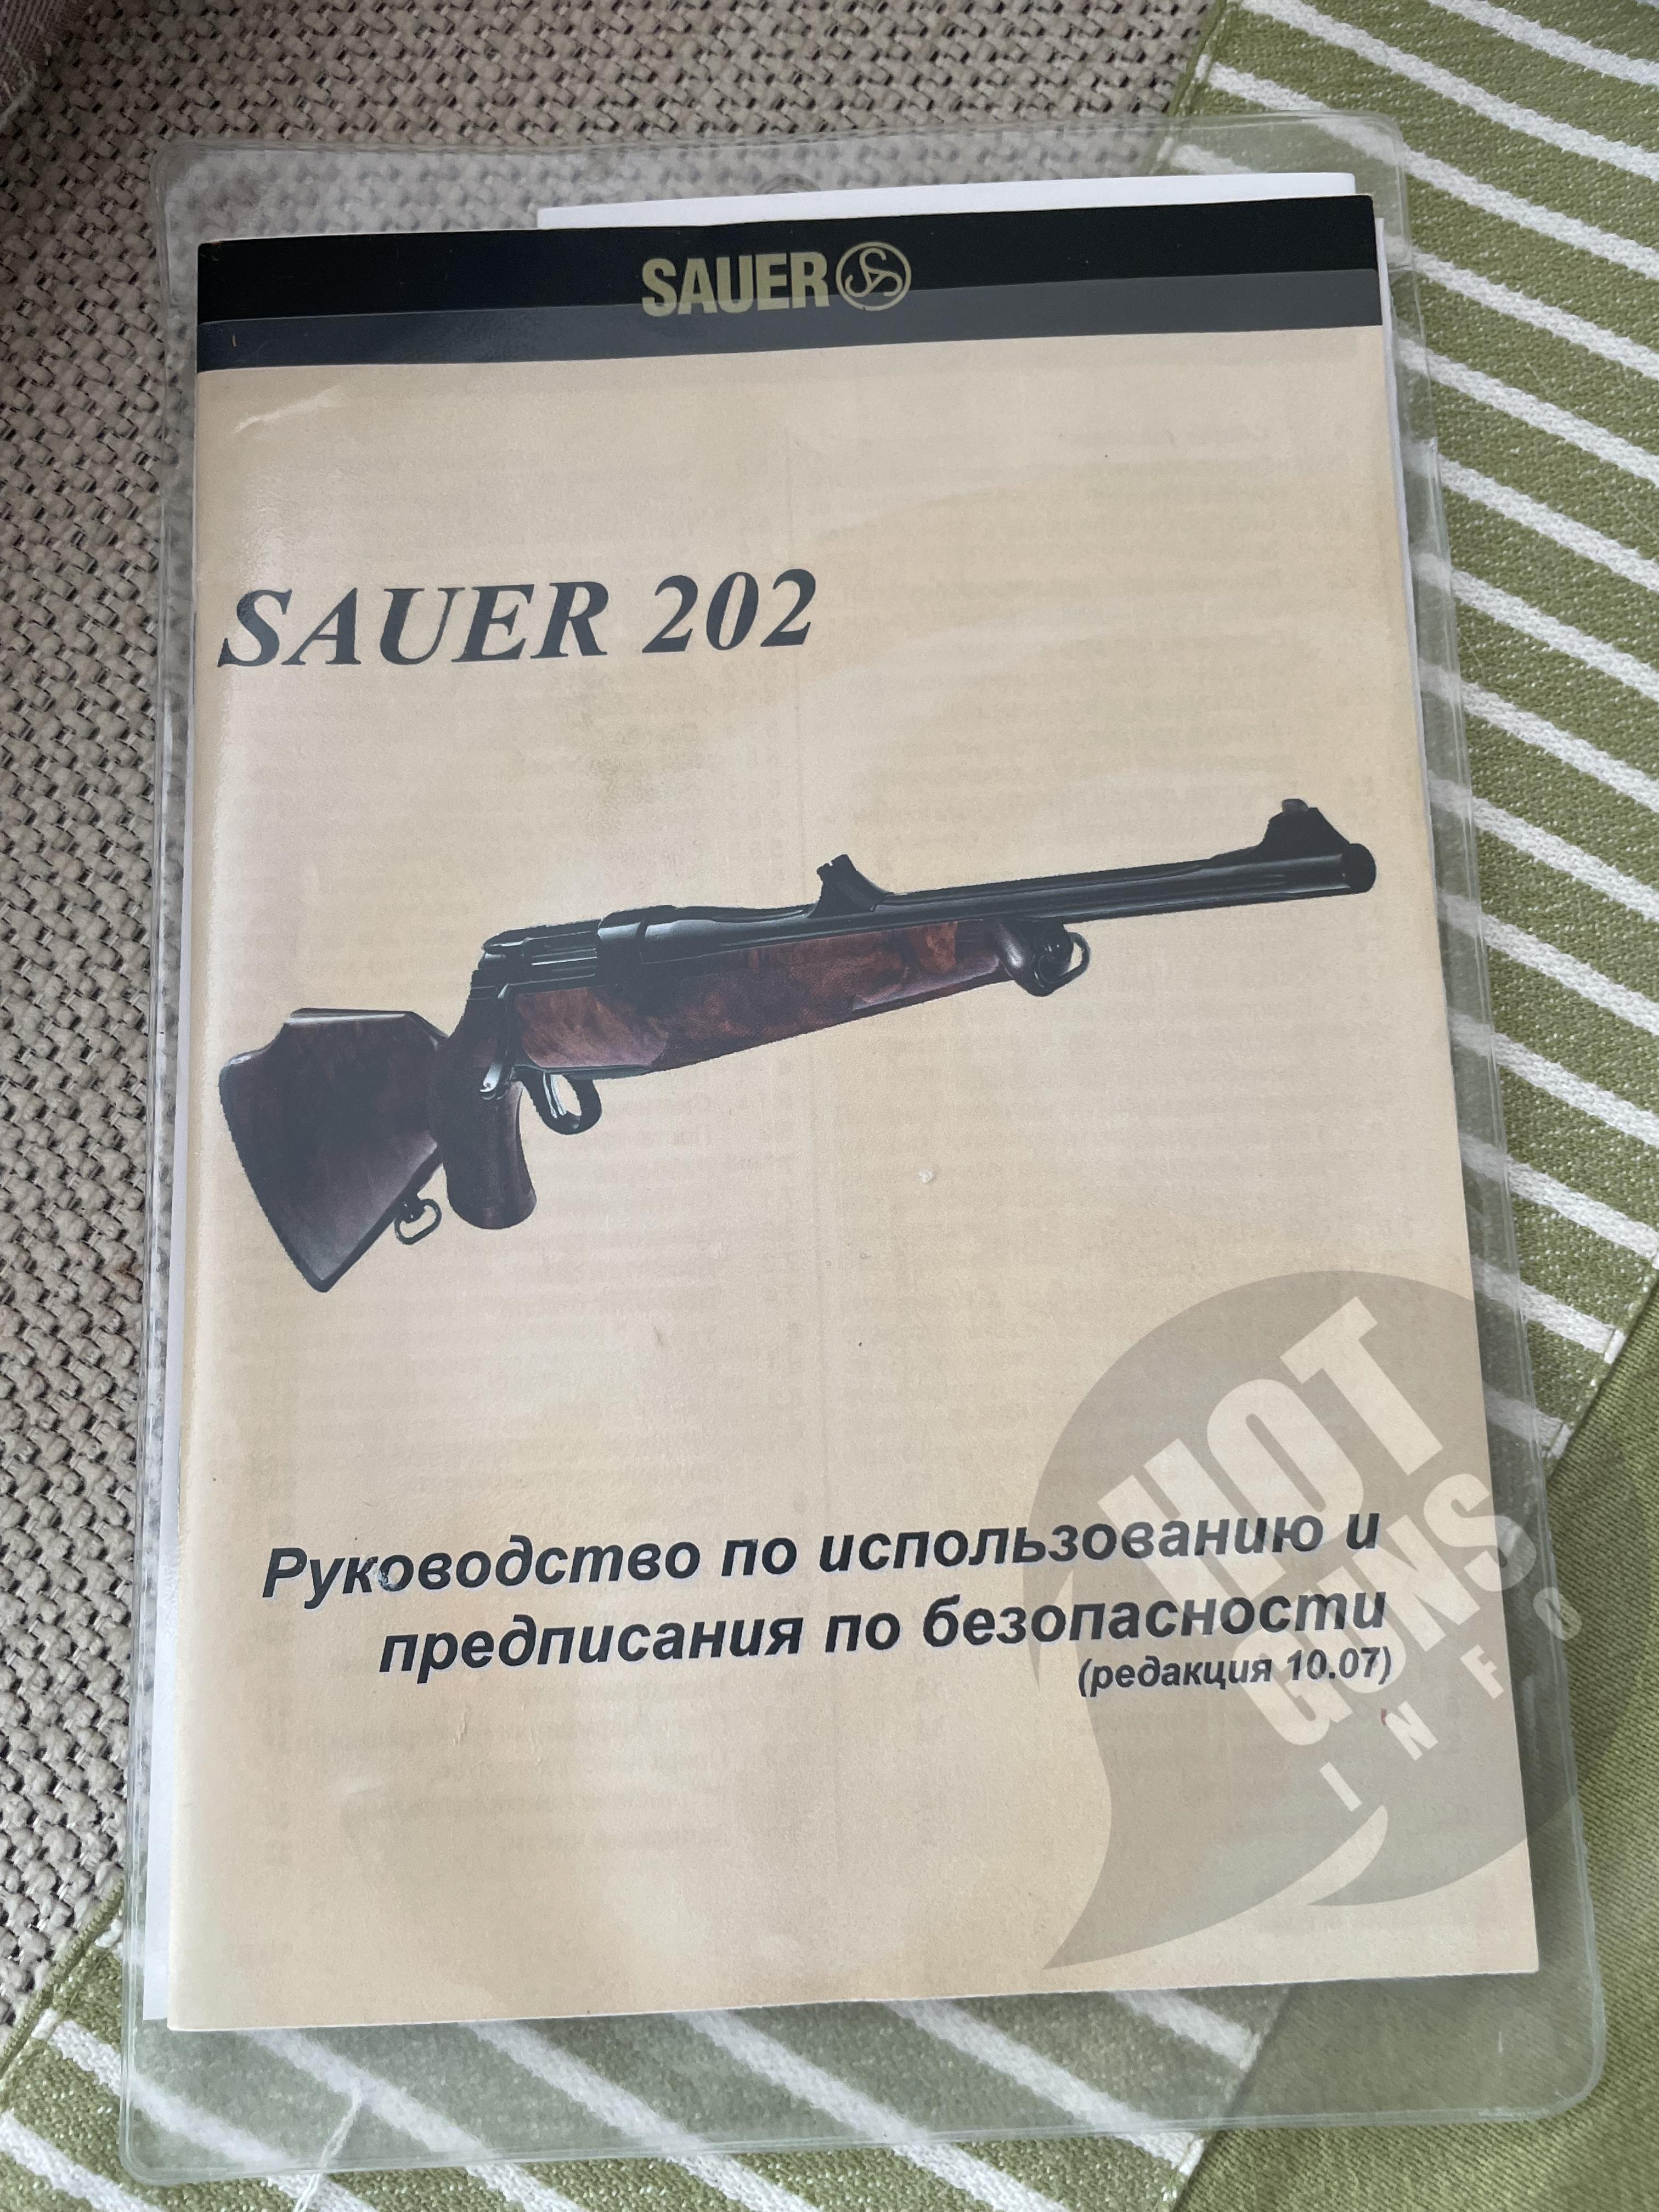 SAUER
SAUER 202
Руководство по использованию и
предписания по безопасности
(редакция 10.07)
HOT
GUNS
INFO